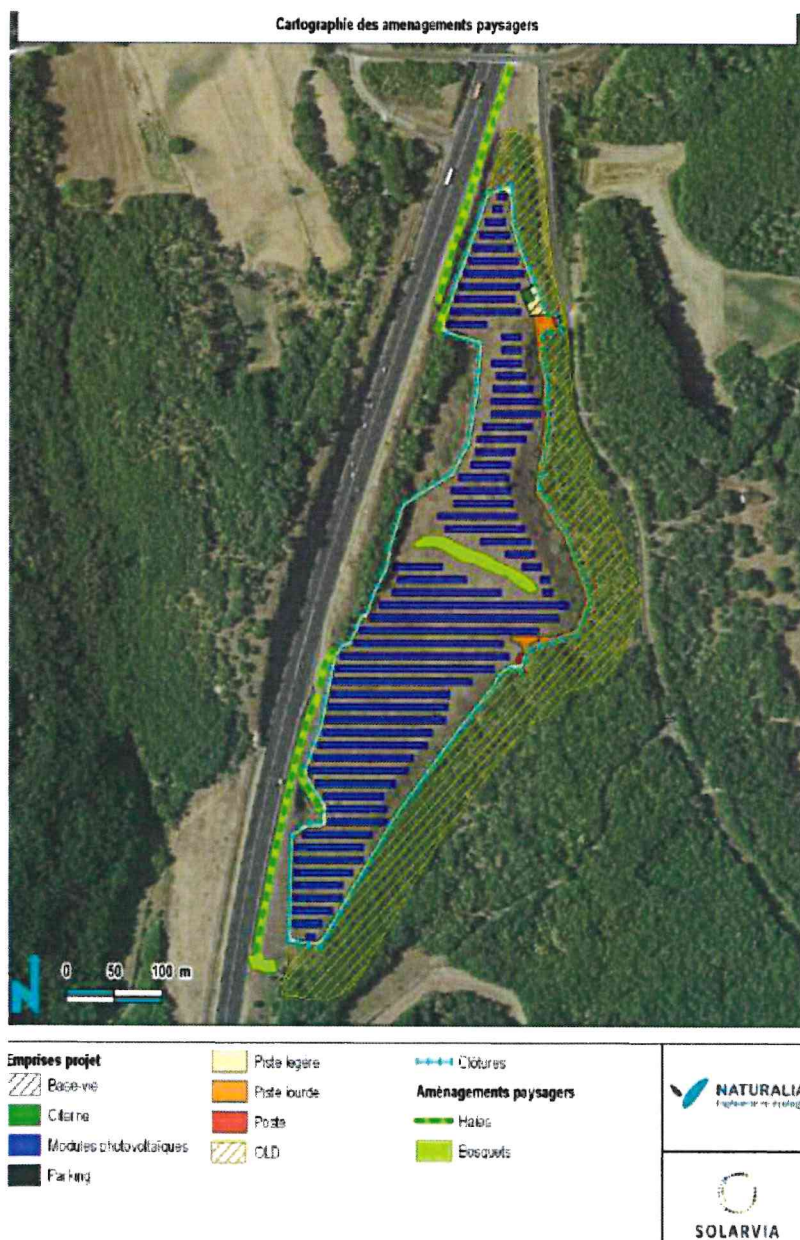 Cartographie des amenagements paysagers
N
0 50 100 m
Emprises projet
Base-vie
Citerne
Modules photovoltaïques
Parking
Piste légère
Piste lourde
Poste
OLD
Clôtures
Aménagements paysagers
Haies
Bosquets
NATURALIA
SOLARVIA